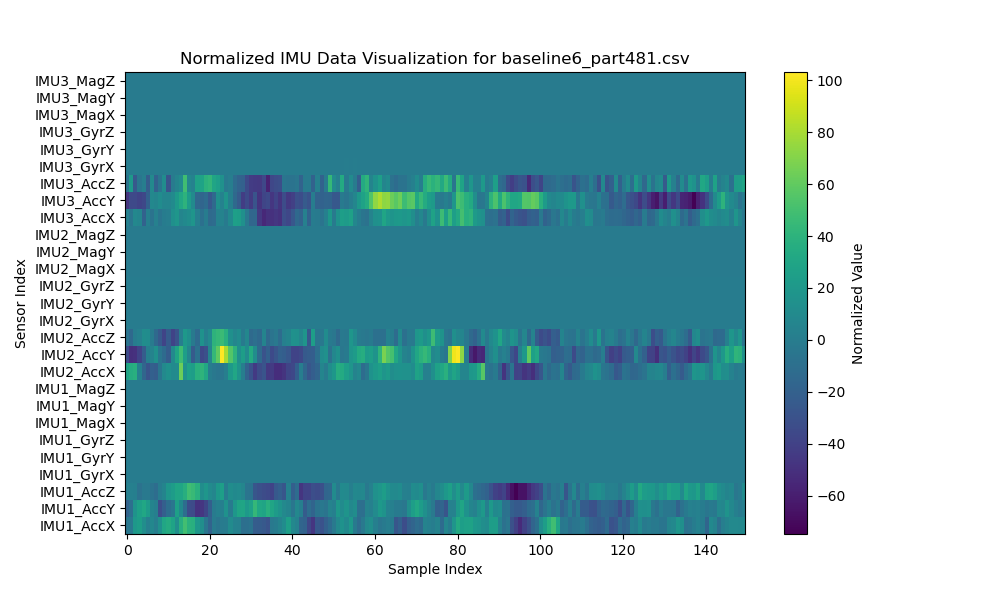 Normalized IMU Data Visualization for baseline6_part481.csv
IMU3_MagZ
IMU3_MagY
IMU3_MagX
IMU3_GyrZ
IMU3_GyrY
IMU3_GyrX
IMU3_AccZ
IMU3_AccY
IMU3_AccX
IMU2_MagZ
IMU2_MagY
IMU2_MagX
IMU2_GyrZ
IMU2_GyrY
IMU2_GyrX
IMU2_AccZ
IMU2_AccY
IMU2_AccX
IMU1_MagZ
IMU1_MagY
IMU1_MagX
IMU1_GyrZ
IMU1_GyrY
IMU1_GyrX
IMU1_AccZ
IMU1_AccY
IMU1_AccX
Sensor Index
0 20 40 60 80 100 120 140
Sample Index
100
80
60
40
20
0
−20
−40
−60
Normalized Value